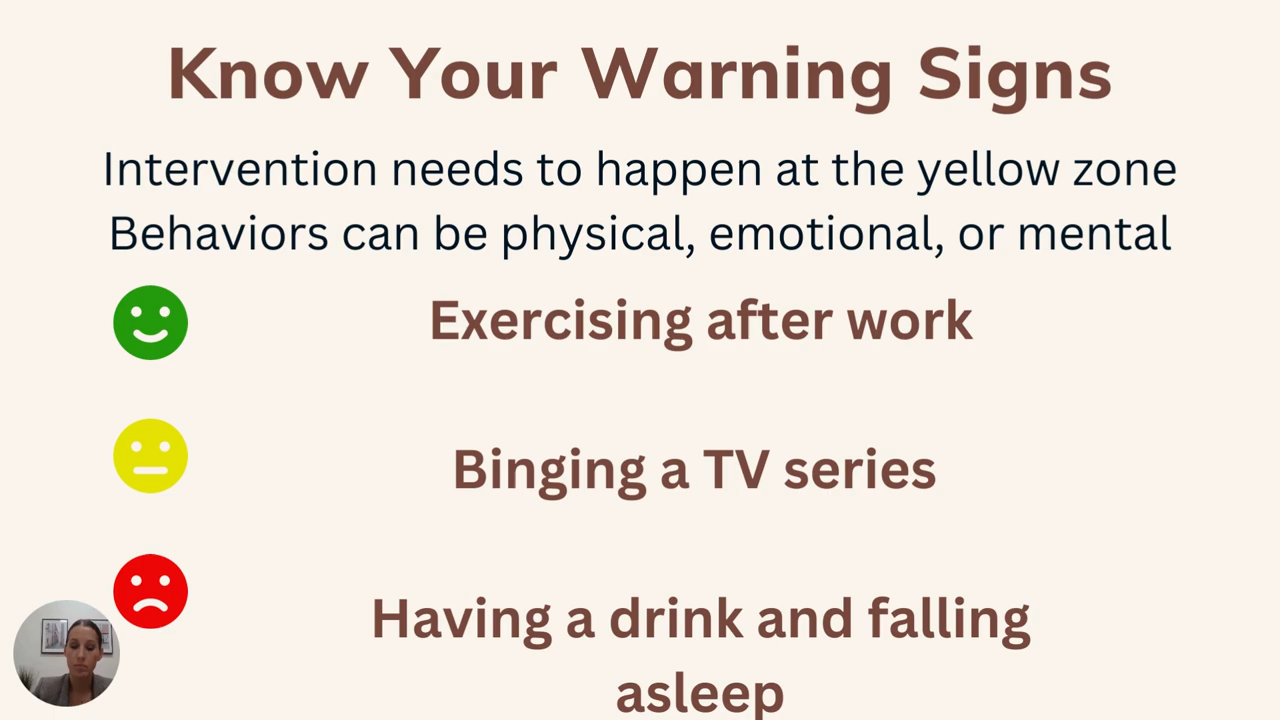 Know Your Warning Signs
Intervention needs to happen at the yellow zone
Behaviors can be physical, emotional, or mental
Exercising after work
Binging a TV series
Having a drink and falling
asleep